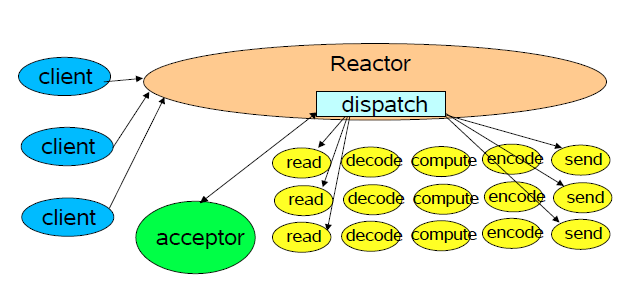 client
Reactor
dispatch
client
client
acceptor
read decode compute encode send
read decode compute encode send
read decode compute encode send